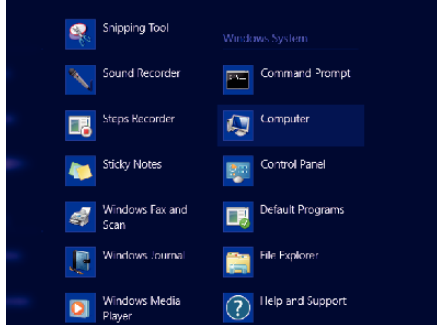 Snipping Tool
Sound Recorder
Steps Recorder
Sticky Notes
Windows Fax and
Scan
Windows Journal
Windows Media
Player
Windows System
Command Prompt
Computer
Control Panel
Default Programs
File Explorer
Help and Support